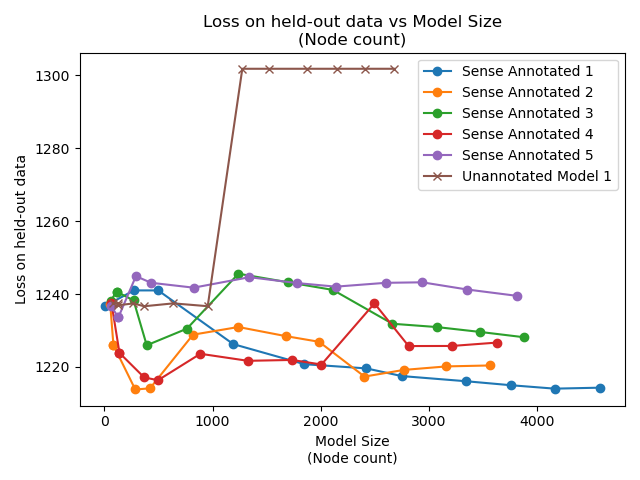 Loss on held-out data vs Model Size
(Node count)
Loss on held-out data
1300
1280
1260
1240
1220
0
1000
2000
3000
4000
Model Size
(Node count)
Sense Annotated 1
Sense Annotated 2
Sense Annotated 3
Sense Annotated 4
Sense Annotated 5
Unannotated Model 1